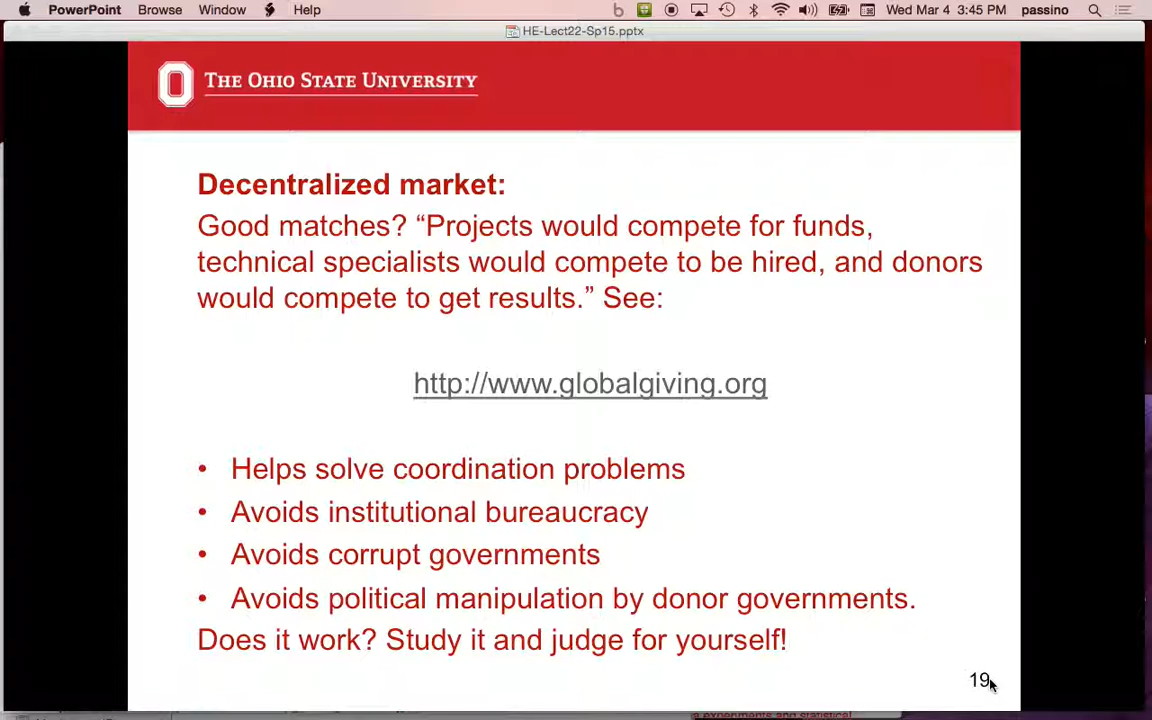 PowerPoint Browse Window Help Wed Mar 4 3:45 PM passino
HE-Lect22-Sp15.pptx
THE OHIO STATE UNIVERSITY
Decentralized market:
Good matches? “Projects would compete for funds,
technical specialists would compete to be hired, and donors
would compete to get results.” See:
http://www.globalgiving.org
• Helps solve coordination problems
• Avoids institutional bureaucracy
• Avoids corrupt governments
• Avoids political manipulation by donor governments.
Does it work? Study it and judge for yourself!
19